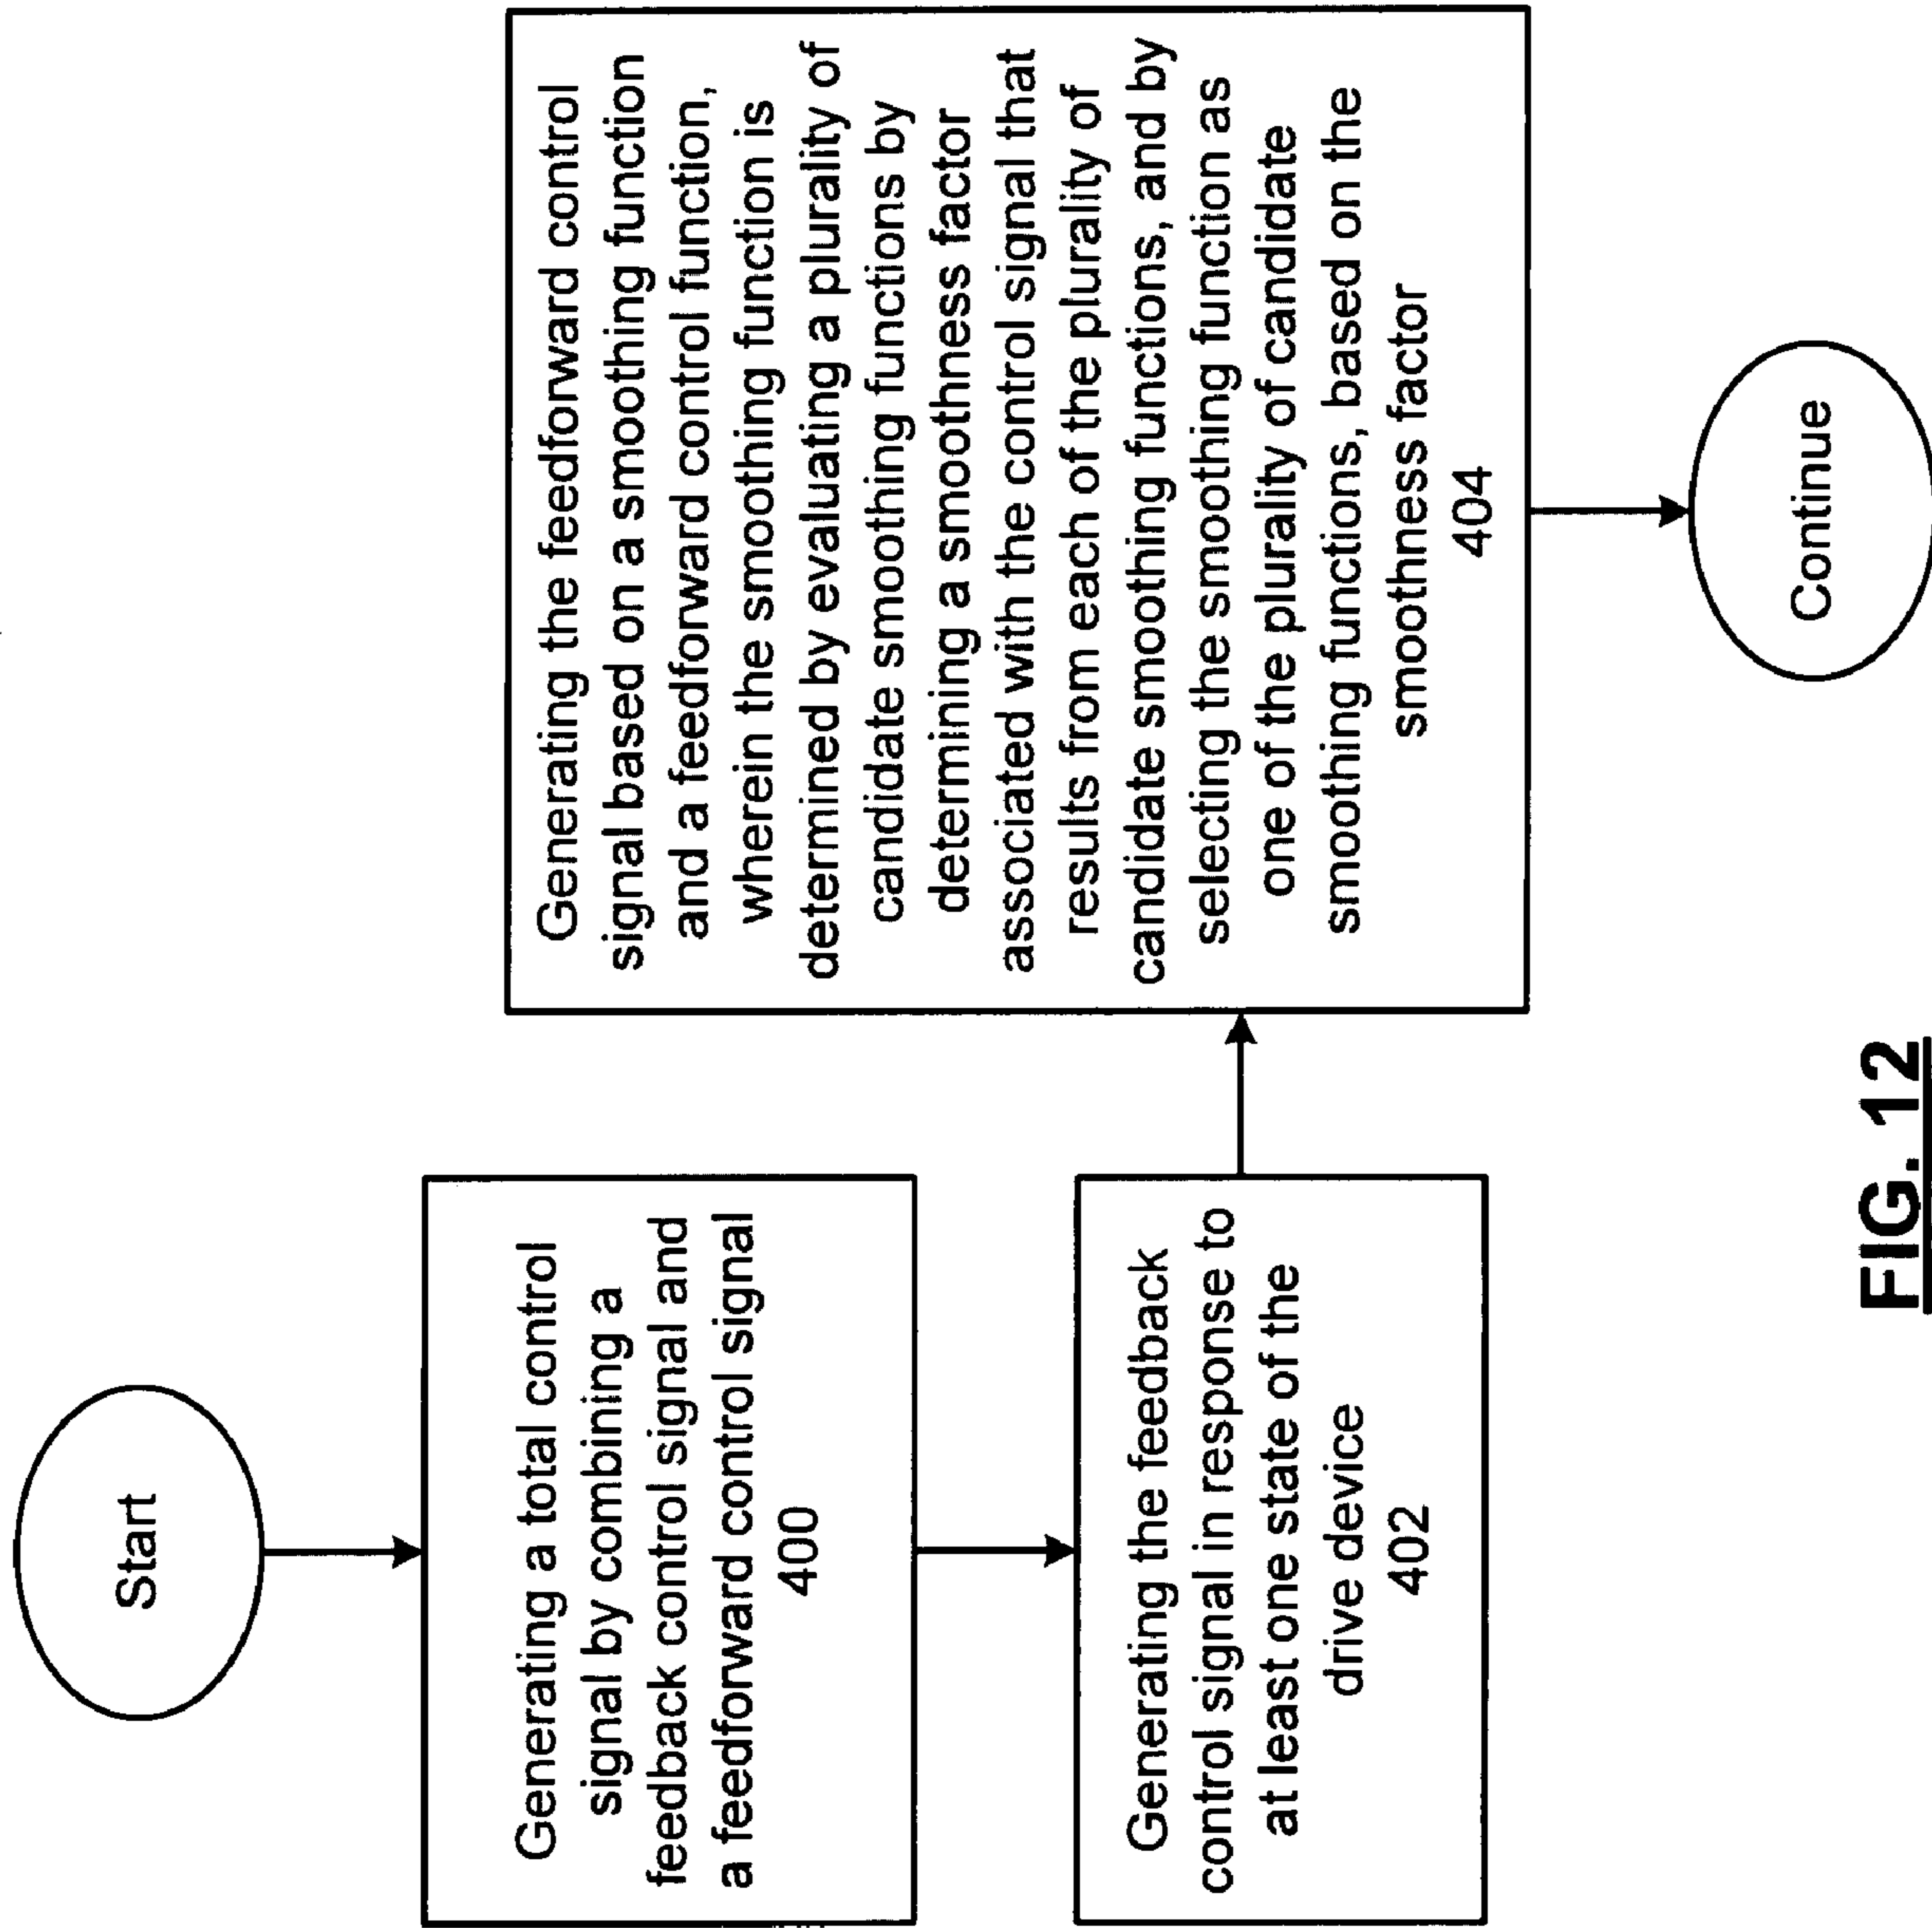 Start
Generating a total control
signal by combining a
feedback control signal and
a feedforward control signal
400
Generating the feedback
control signal in response to
at least one state of the
drive device
402
Generating the feedforward control
signal based on a smoothing function
and a feedforward control function,
wherein the smoothing function is
determined by evaluating a plurality of
candidate smoothing functions by
determining a smoothness factor
associated with the control signal that
results from each of the plurality of
candidate smoothing functions, and by
selecting the smoothing function as
one of the plurality of candidate
smoothing functions, based on the
smoothness factor
404
Continue
FIG. 12